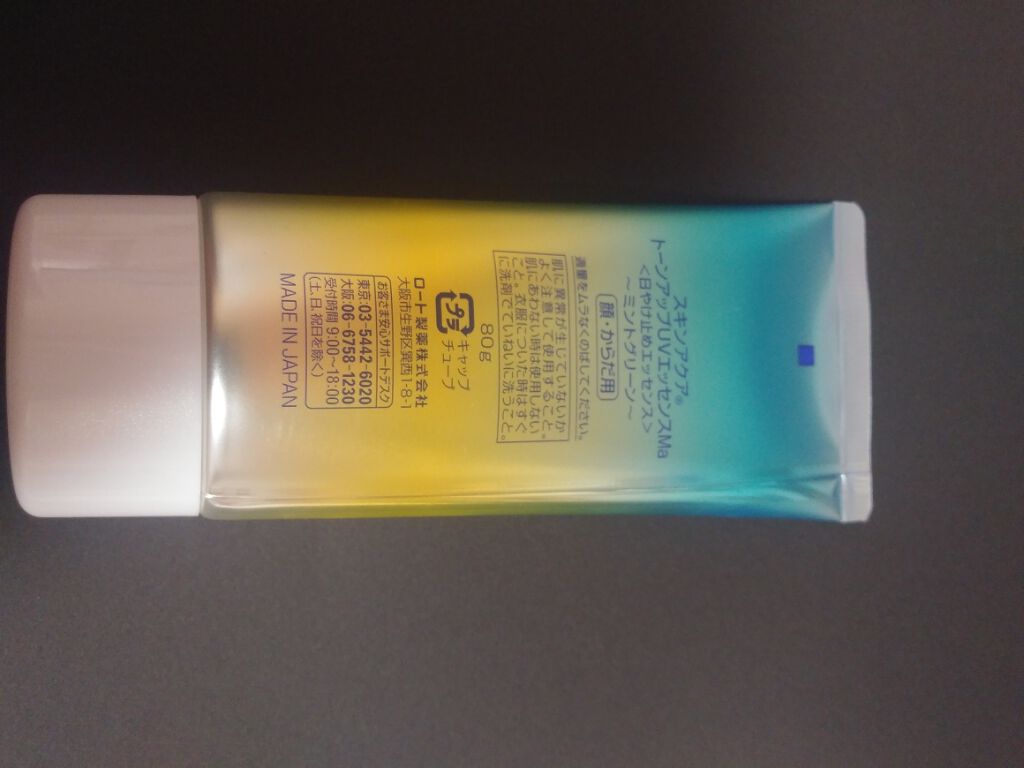 スキンアクア®
トーンアップUVエッセンスMa
<日やけ止めエッセンス>
～ミントグリーン～
顔・からだ用
適量をムラなくのばしてください。
肌に異常が生じていないか
よく注意して使用すること。
肌にあわない時は使用しない
こと。衣服についた時はすぐ
に洗剤でていねいに洗うこと。
80g
プラ
キャップ
チューブ
ロート製薬株式会社
大阪市生野区巽西1-8-1
お客さま安心サポートデスク
東京:03-5442-6020
大阪:06-6758-1230
受付時間 9:00～18:00
(土、日、祝日を除く)
MADE IN JAPAN